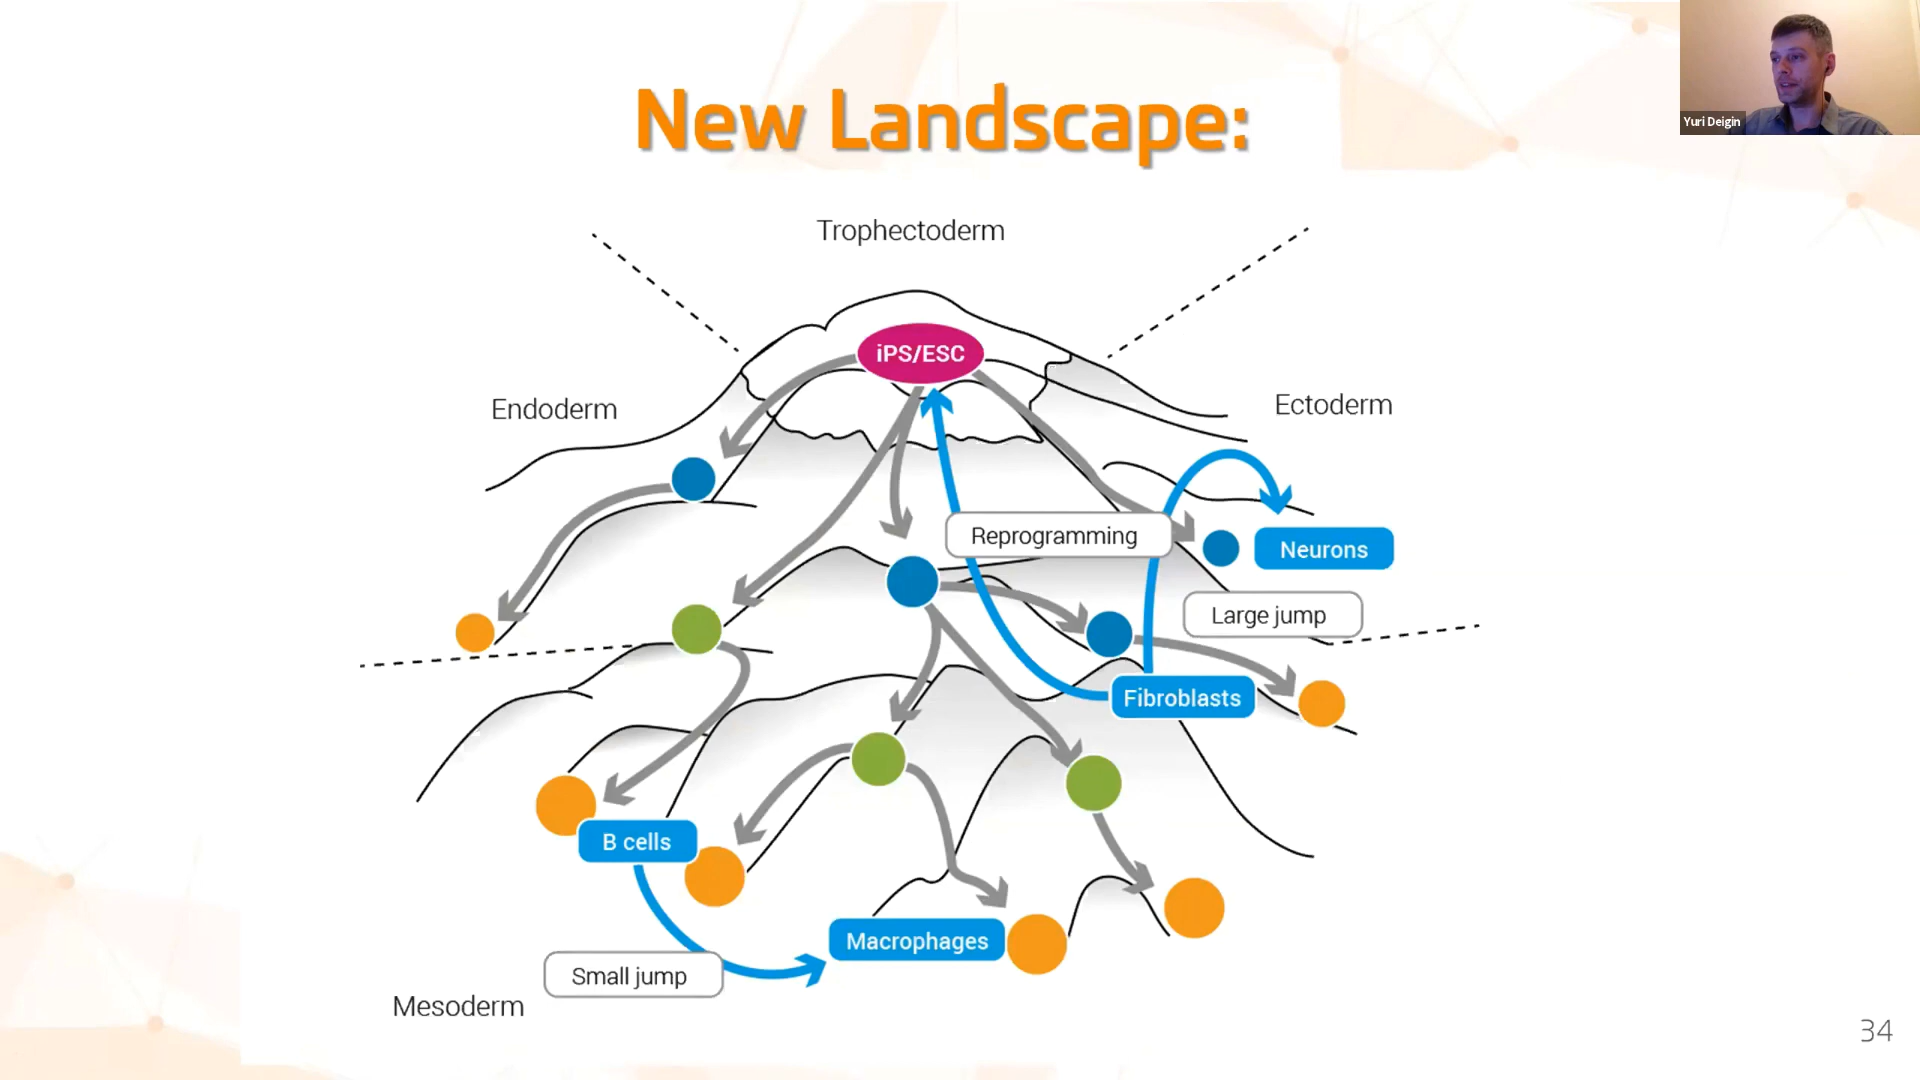 Yuri Deigin
New Landscape:
Trophectoderm
iPS/ESC
Endoderm
Ectoderm
Reprogramming
Neurons
Large jump
Fibroblasts
B cells
Macrophages
Small jump
Mesoderm
34